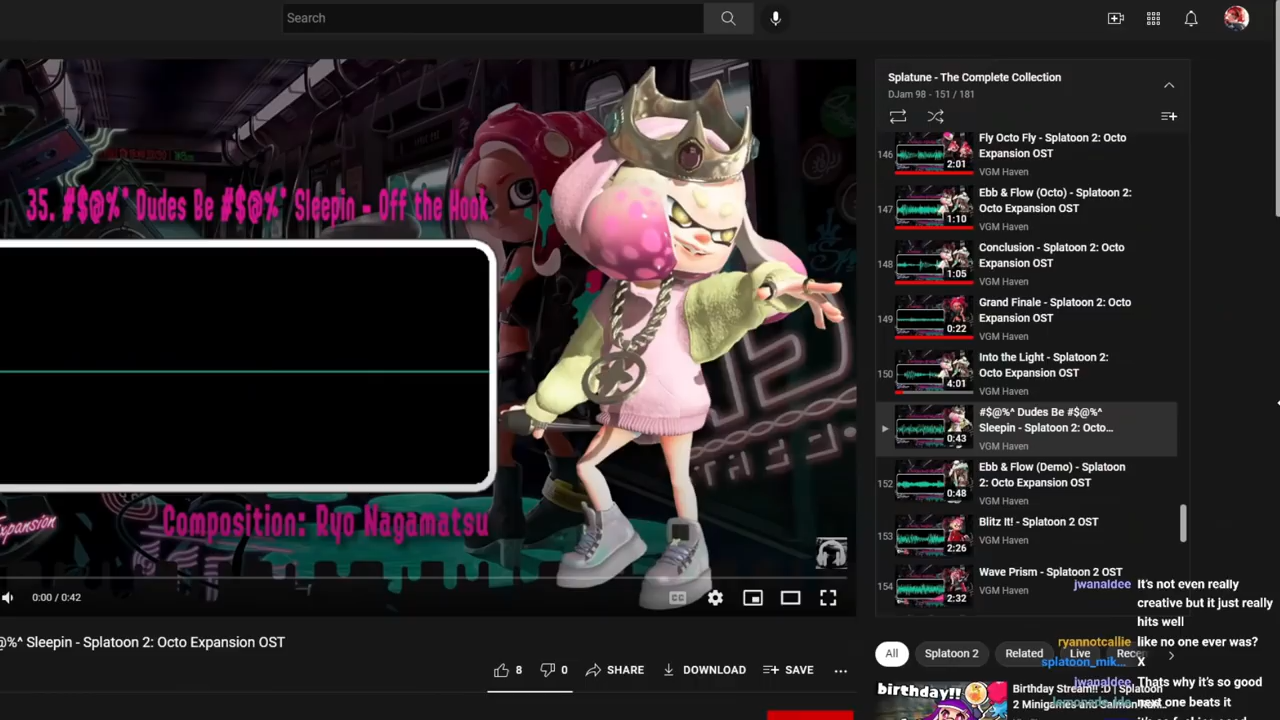 Search
35. #$@%^ Dudes Be #$@%^ Sleepin - Off the Hook
Expansion
Composition: Ryo Nagamatsu
CC
0:00 / 0:42
@%^ Sleepin - Splatoon 2: Octo Expansion OST
8
0
SHARE
DOWNLOAD
SAVE
Splatune - The Complete Collection
DJam 98 - 151 / 181
146
2:01
Fly Octo Fly - Splatoon 2: Octo
Expansion OST
VGM Haven
147
1:10
Ebb & Flow (Octo) - Splatoon 2:
Octo Expansion OST
VGM Haven
148
1:05
Conclusion - Splatoon 2: Octo
Expansion OST
VGM Haven
149
0:22
Grand Finale - Splatoon 2: Octo
Expansion OST
VGM Haven
150
4:01
Into the Light - Splatoon 2:
Octo Expansion OST
VGM Haven
0:43
#$@%^ Dudes Be #$@%^
Sleepin - Splatoon 2: Octo...
VGM Haven
152
0:48
Ebb & Flow (Demo) - Splatoon
2: Octo Expansion OST
VGM Haven
153
2:26
Blitz It! - Splatoon 2 OST
VGM Haven
154
2:32
Wave Prism - Splatoon 2 OST
VGM Haven
jwanaldee It's not even really
creative but it just really
hits well
ryannotcallie like no one ever was?
splatoon_mik... X
jwanaldee Thats why it's so good
next one beats it
All
Splatoon 2
Related
Live
Rece
birthday!!
Birthday Stream!! :D | Splatoon
2 Minigames and Salmon Run